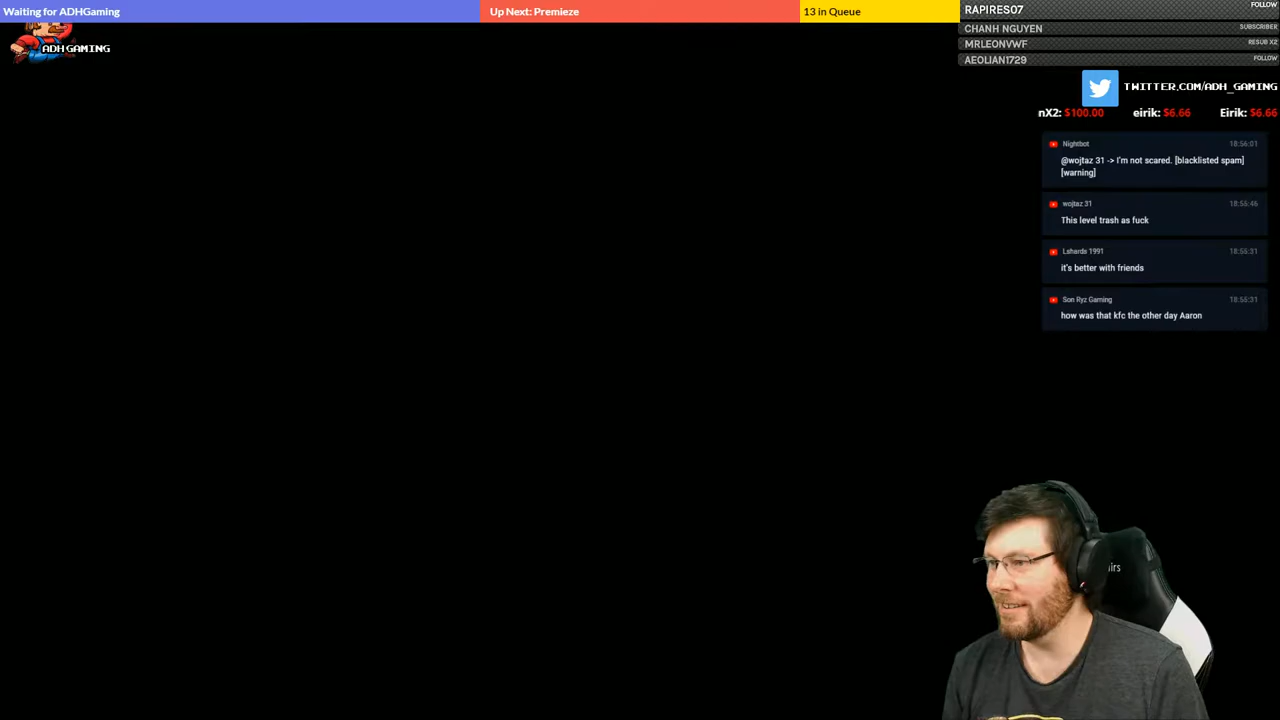 Waiting for ADHGaming
Up Next: Premieze
13 in Queue
RAPIRES07 FOLLOW
CHANH NGUYEN SUBSCRIBER
MRLEONVWF RESUB X2
AEOLIAN1729 FOLLOW
ADH GAMING
TWITTER.COM/ADH_GAMING
nX2: $100.00 eirik: $6.66 Eirik: $6.66
Nightbot 18:56:01
@wojtaz 31 -> I'm not scared. [blacklisted spam]
[warning]
wojtaz 31 18:55:46
This level trash as fuck
Lshards 1991 18:55:31
it's better with friends
Son Ryz Gaming 18:55:31
how was that kfc the other day Aaron